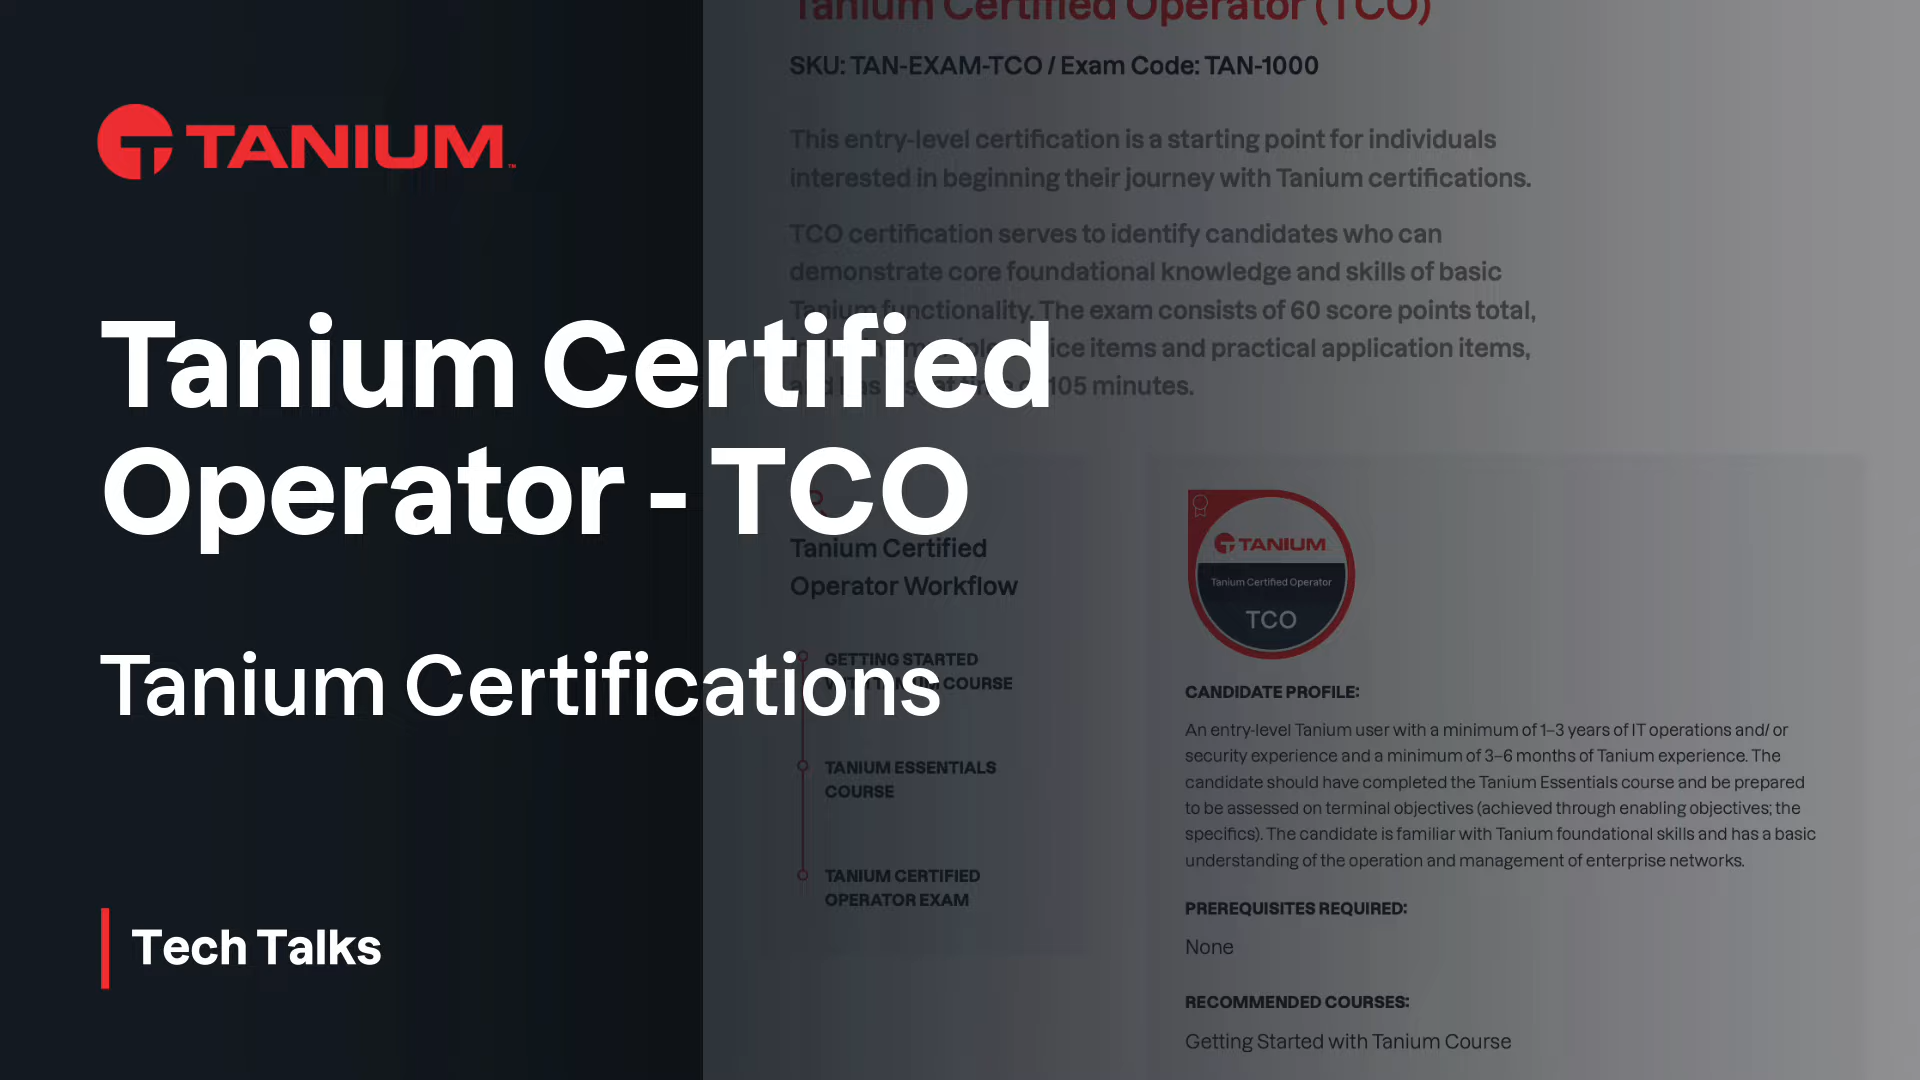 TANIUM
Tanium Certified
Operator - TCO
Tanium Certifications
Tech Talks
Tanium Certified Operator (TCO)
SKU: TAN-EXAM-TCO / Exam Code: TAN-1000
This entry-level certification is a starting point for individuals
interested in beginning their journey with Tanium certifications.
TCO certification serves to identify candidates who can
demonstrate core foundational knowledge and skills of basic
Tanium functionality. The exam consists of 60 score points total,
items and practical application items,
105 minutes.
Tanium Certified
Operator Workflow
GETTING STARTED
WITH TANIUM COURSE
TANIUM ESSENTIALS
COURSE
TANIUM CERTIFIED
OPERATOR EXAM
TANIUM
Tanium Certified Operator
TCO
CANDIDATE PROFILE:
An entry-level Tanium user with a minimum of 1–3 years of IT operations and/ or
security experience and a minimum of 3–6 months of Tanium experience. The
candidate should have completed the Tanium Essentials course and be prepared
to be assessed on terminal objectives (achieved through enabling objectives; the
specifics). The candidate is familiar with Tanium foundational skills and has a basic
understanding of the operation and management of enterprise networks.
PREREQUISITES REQUIRED:
None
RECOMMENDED COURSES:
Getting Started with Tanium Course